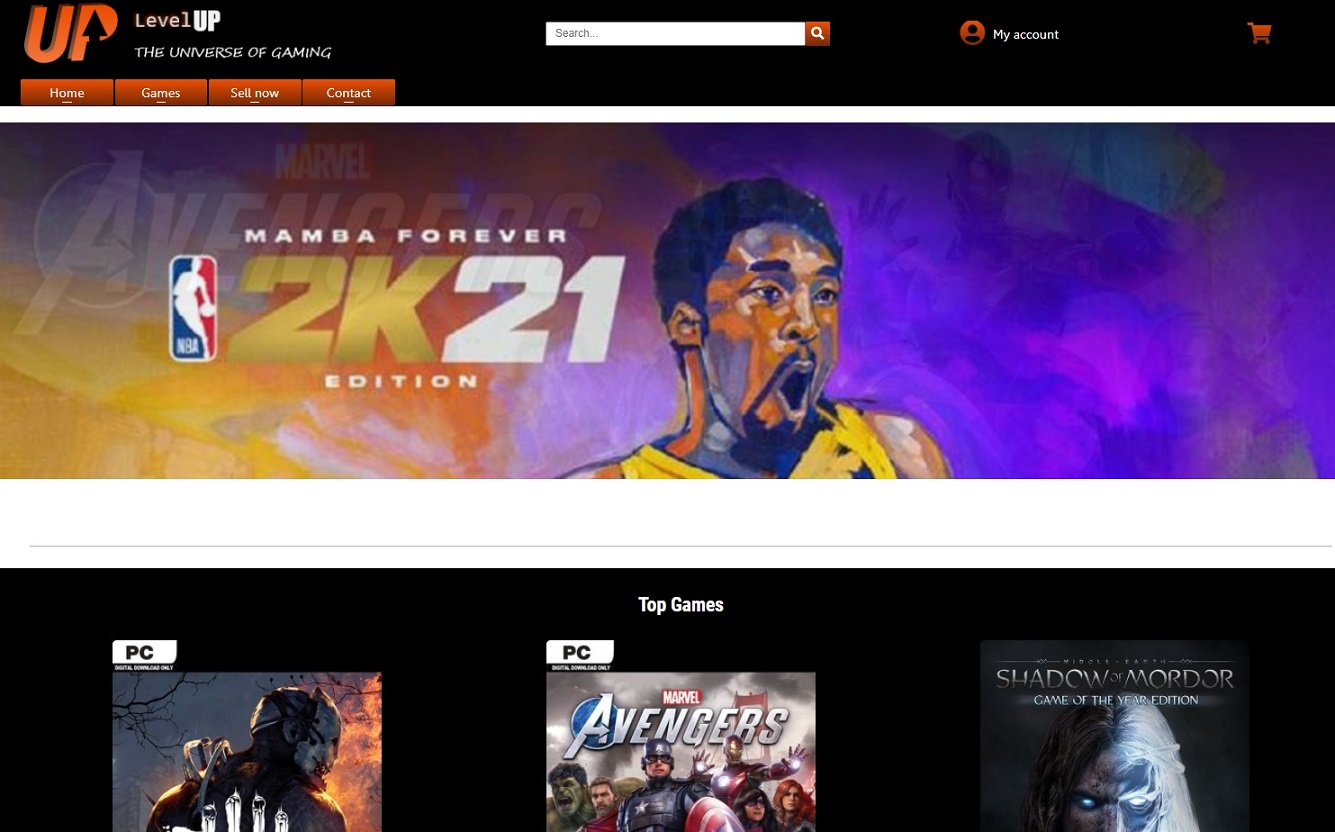 UP
LevelUP
THE UNIVERSE OF GAMING
Search...
My account
Home
Games
Sell now
Contact
MARVEL
AVENGERS
MAMBA FOREVER
NBA
2K21
EDITION
Top Games
PC
DIGITAL DOWNLOAD ONLY
PC
DIGITAL DOWNLOAD ONLY
MARVEL
AVENGERS
MIDDLE-EARTH
SHADOW OF MORDOR
GAME OF THE YEAR EDITION